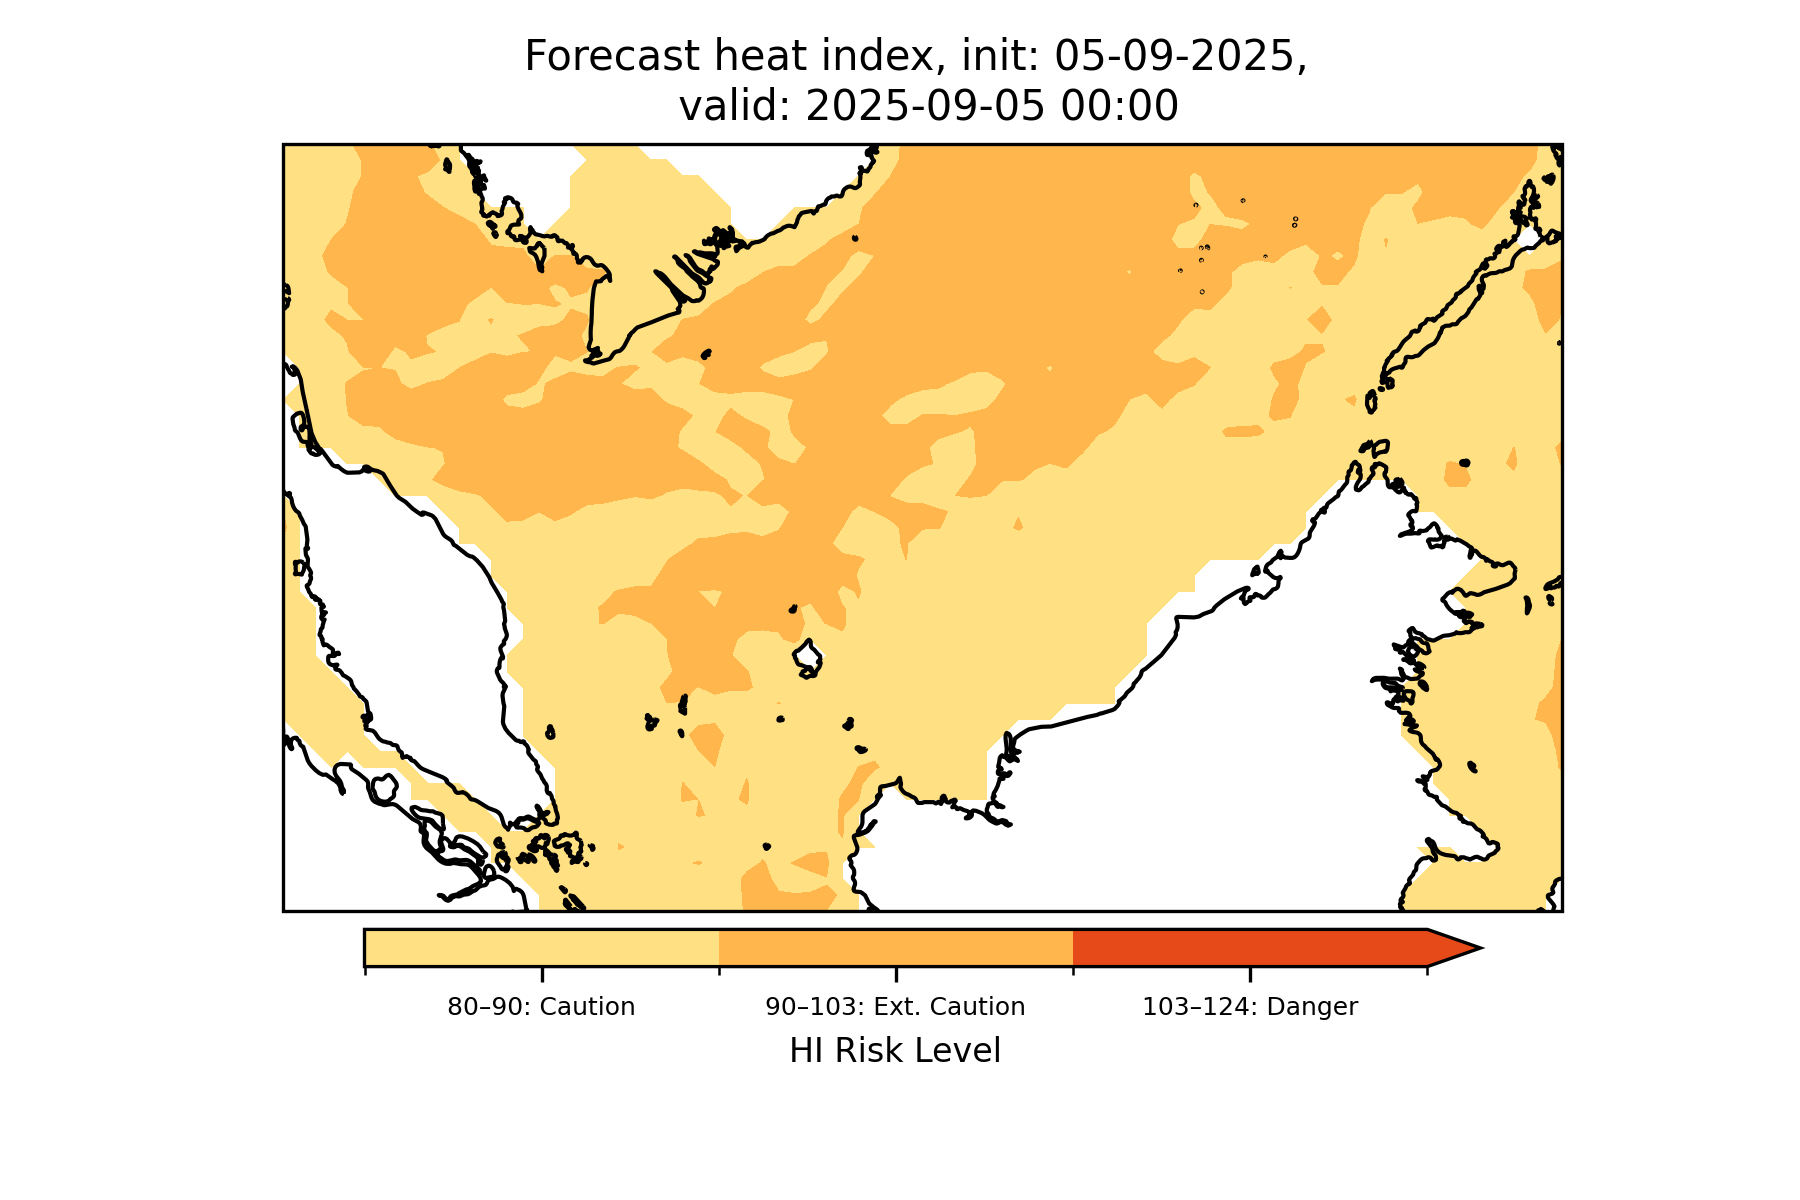 Forecast heat index, init: 05-09-2025,
valid: 2025-09-05 00:00
80–90: Caution
90–103: Ext. Caution
103–124: Danger
HI Risk Level